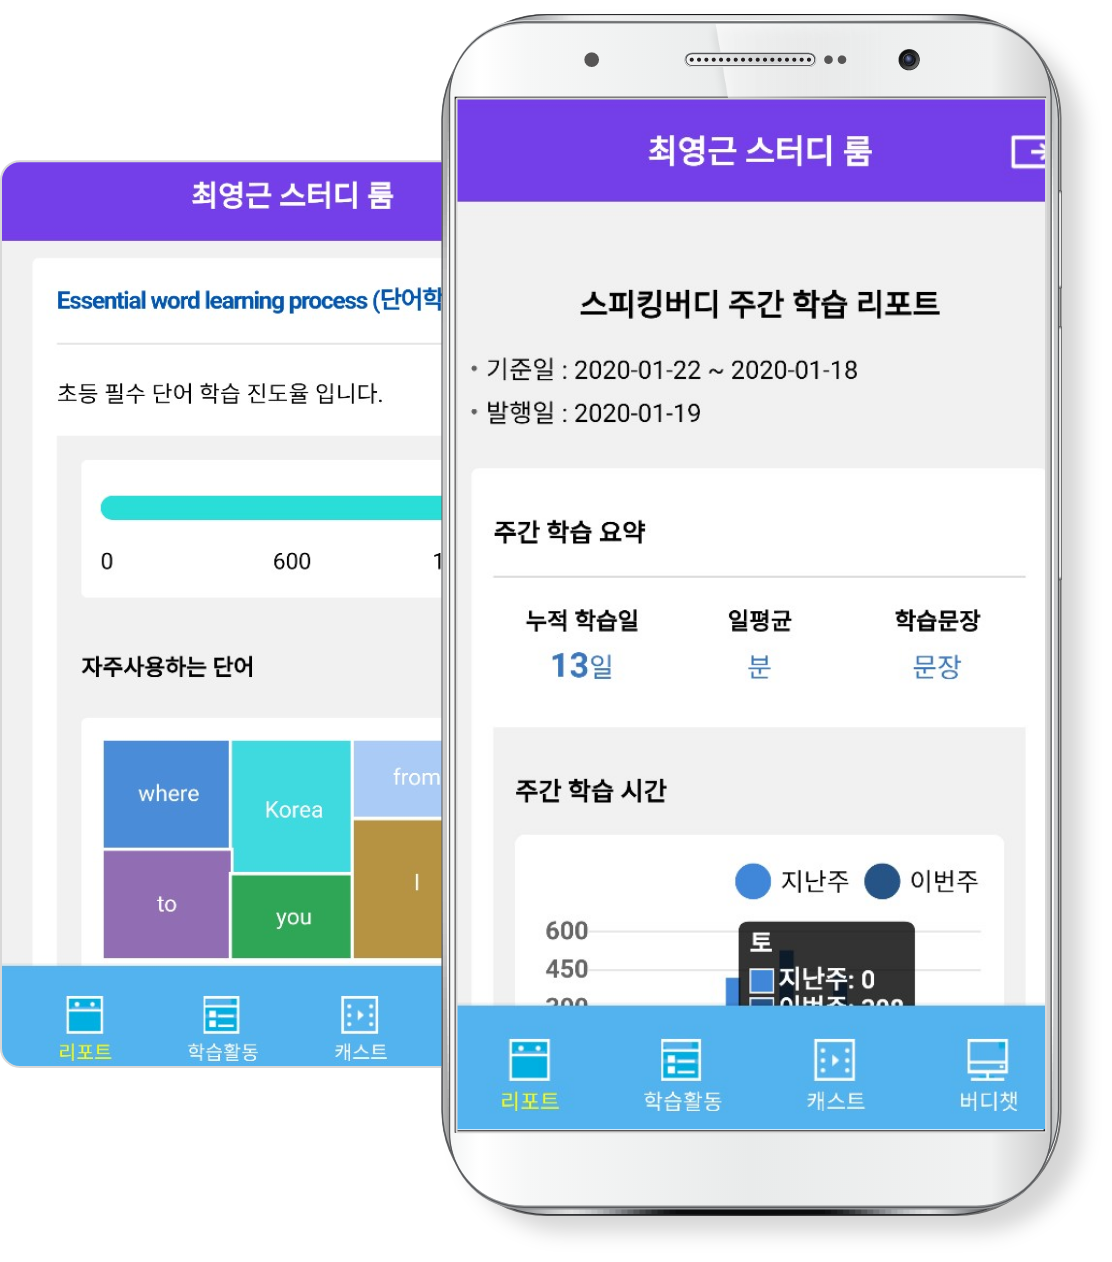 최영근 스터디 룸
Essential word learning process (단어학
초등 필수 단어 학습 진도율 입니다.
0 600 1
자주사용하는 단어
where Korea from
to you I
리포트 학습활동 캐스트
최영근 스터디 룸
스피킹버디 주간 학습 리포트
• 기준일 : 2020-01-22 ~ 2020-01-18
• 발행일 : 2020-01-19
주간 학습 요약
누적 학습일 일평균 학습문장
13일 분 문장
주간 학습 시간
지난주 이번주
600
토
450
지난주: 0
300
이번주: 208
리포트 학습활동 캐스트 버디챗